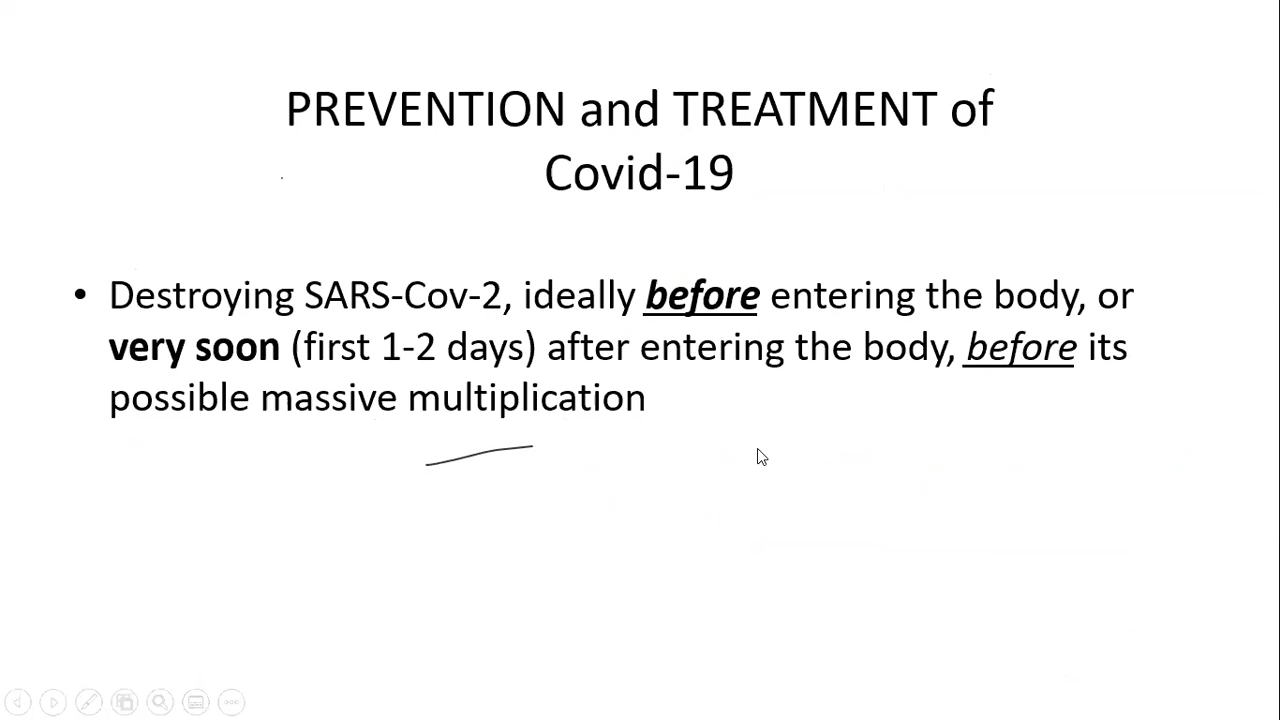 PREVENTION and TREATMENT of
Covid-19
• Destroying SARS-Cov-2, ideally before entering the body, or
very soon (first 1-2 days) after entering the body, before its
possible massive multiplication